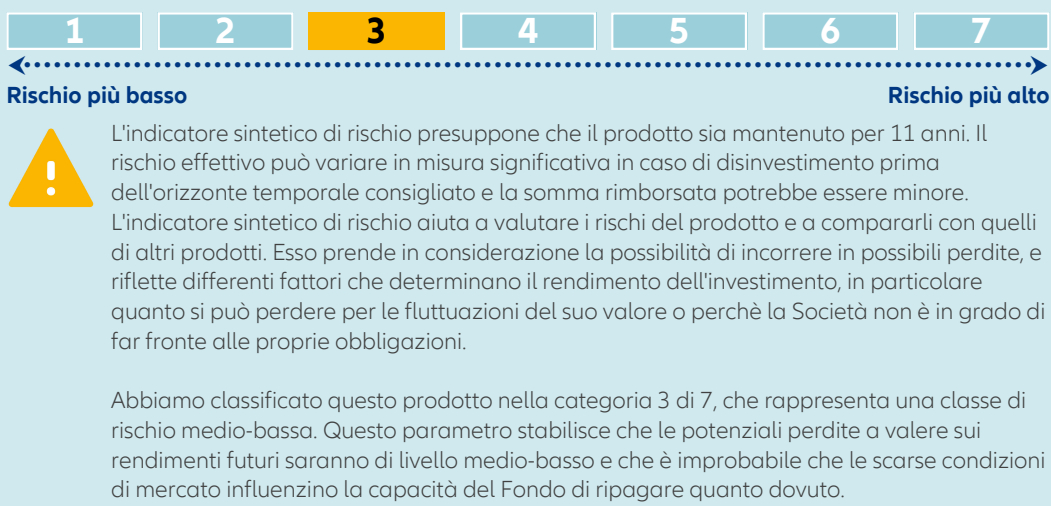 1 2 3 4 5 6 7
Rischio più basso Rischio più alto
L'indicatore sintetico di rischio presuppone che il prodotto sia mantenuto per 11 anni. Il
rischio effettivo può variare in misura significativa in caso di disinvestimento prima
dell'orizzonte temporale consigliato e la somma rimborsata potrebbe essere minore.
L'indicatore sintetico di rischio aiuta a valutare i rischi del prodotto e a compararli con quelli
di altri prodotti. Esso prende in considerazione la possibilità di incorrere in possibili perdite, e
riflette differenti fattori che determinano il rendimento dell'investimento, in particolare
quanto si può perdere per le fluttuazioni del suo valore o perchè la Società non è in grado di
far fronte alle proprie obbligazioni.
Abbiamo classificato questo prodotto nella categoria 3 di 7, che rappresenta una classe di
rischio medio-bassa. Questo parametro stabilisce che le potenziali perdite a valere sui
rendimenti futuri saranno di livello medio-basso e che è improbabile che le scarse condizioni
di mercato influenzino la capacità del Fondo di ripagare quanto dovuto.